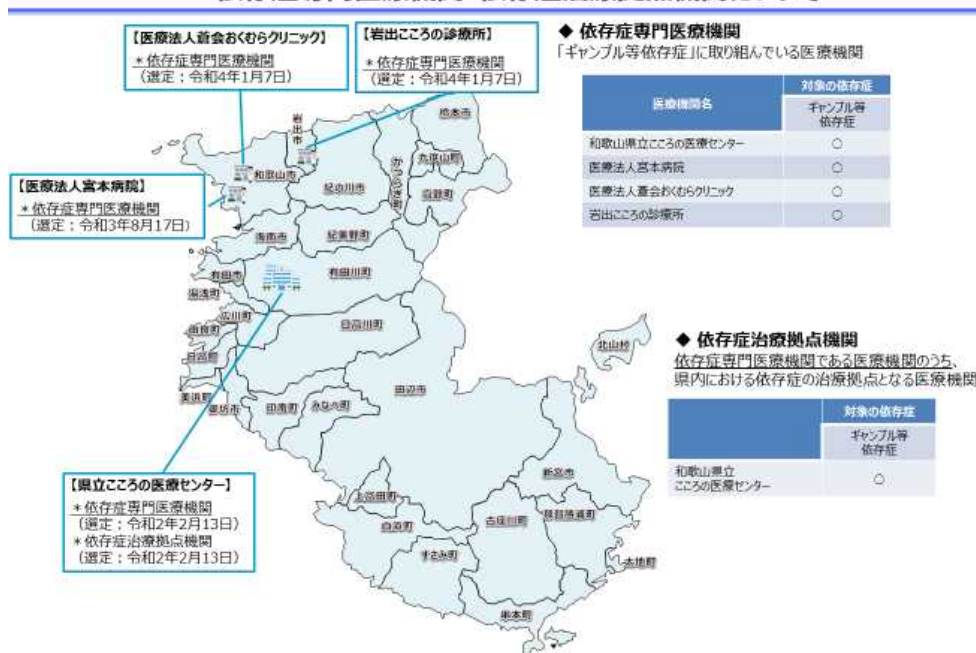 【医療法人蒼会おくむらクリニック】
＊依存症専門医療機関
（選定：令和4年1月7日）
【岩出こころの診療所】
＊依存症専門医療機関
（選定：令和4年1月7日）
◆ 依存症専門医療機関
「ギャンブル等依存症」に取り組んでいる医療機関
医療機関名
対象の依存症
ギャンブル等
依存症
和歌山県立こころの医療センター ○
医療法人宮本病院 ○
医療法人蒼会おくむらクリニック ○
岩出こころの診療所 ○
【医療法人宮本病院】
＊依存症専門医療機関
（選定：令和3年8月17日）
橋本市
岩出市
和歌山市
紀の川市
かつらぎ町
九度山町
高野町
海南市
紀美野町
有田市
有田川町
湯浅町
広川町
由良町
日高川町
日高町
美浜町
御坊市
印南町
みなべ町
田辺市
北山村
新宮市
上富田町
白浜町
古座川町
那智勝浦町
すさみ町
太地町
串本町
【県立こころの医療センター】
＊依存症専門医療機関
（選定：令和2年2月13日）
＊依存症治療拠点機関
（選定：令和2年2月13日）
◆ 依存症治療拠点機関
依存症専門医療機関である医療機関のうち、
県内における依存症の治療拠点となる医療機関
対象の依存症
ギャンブル等
依存症
和歌山県立
こころの医療センター ○